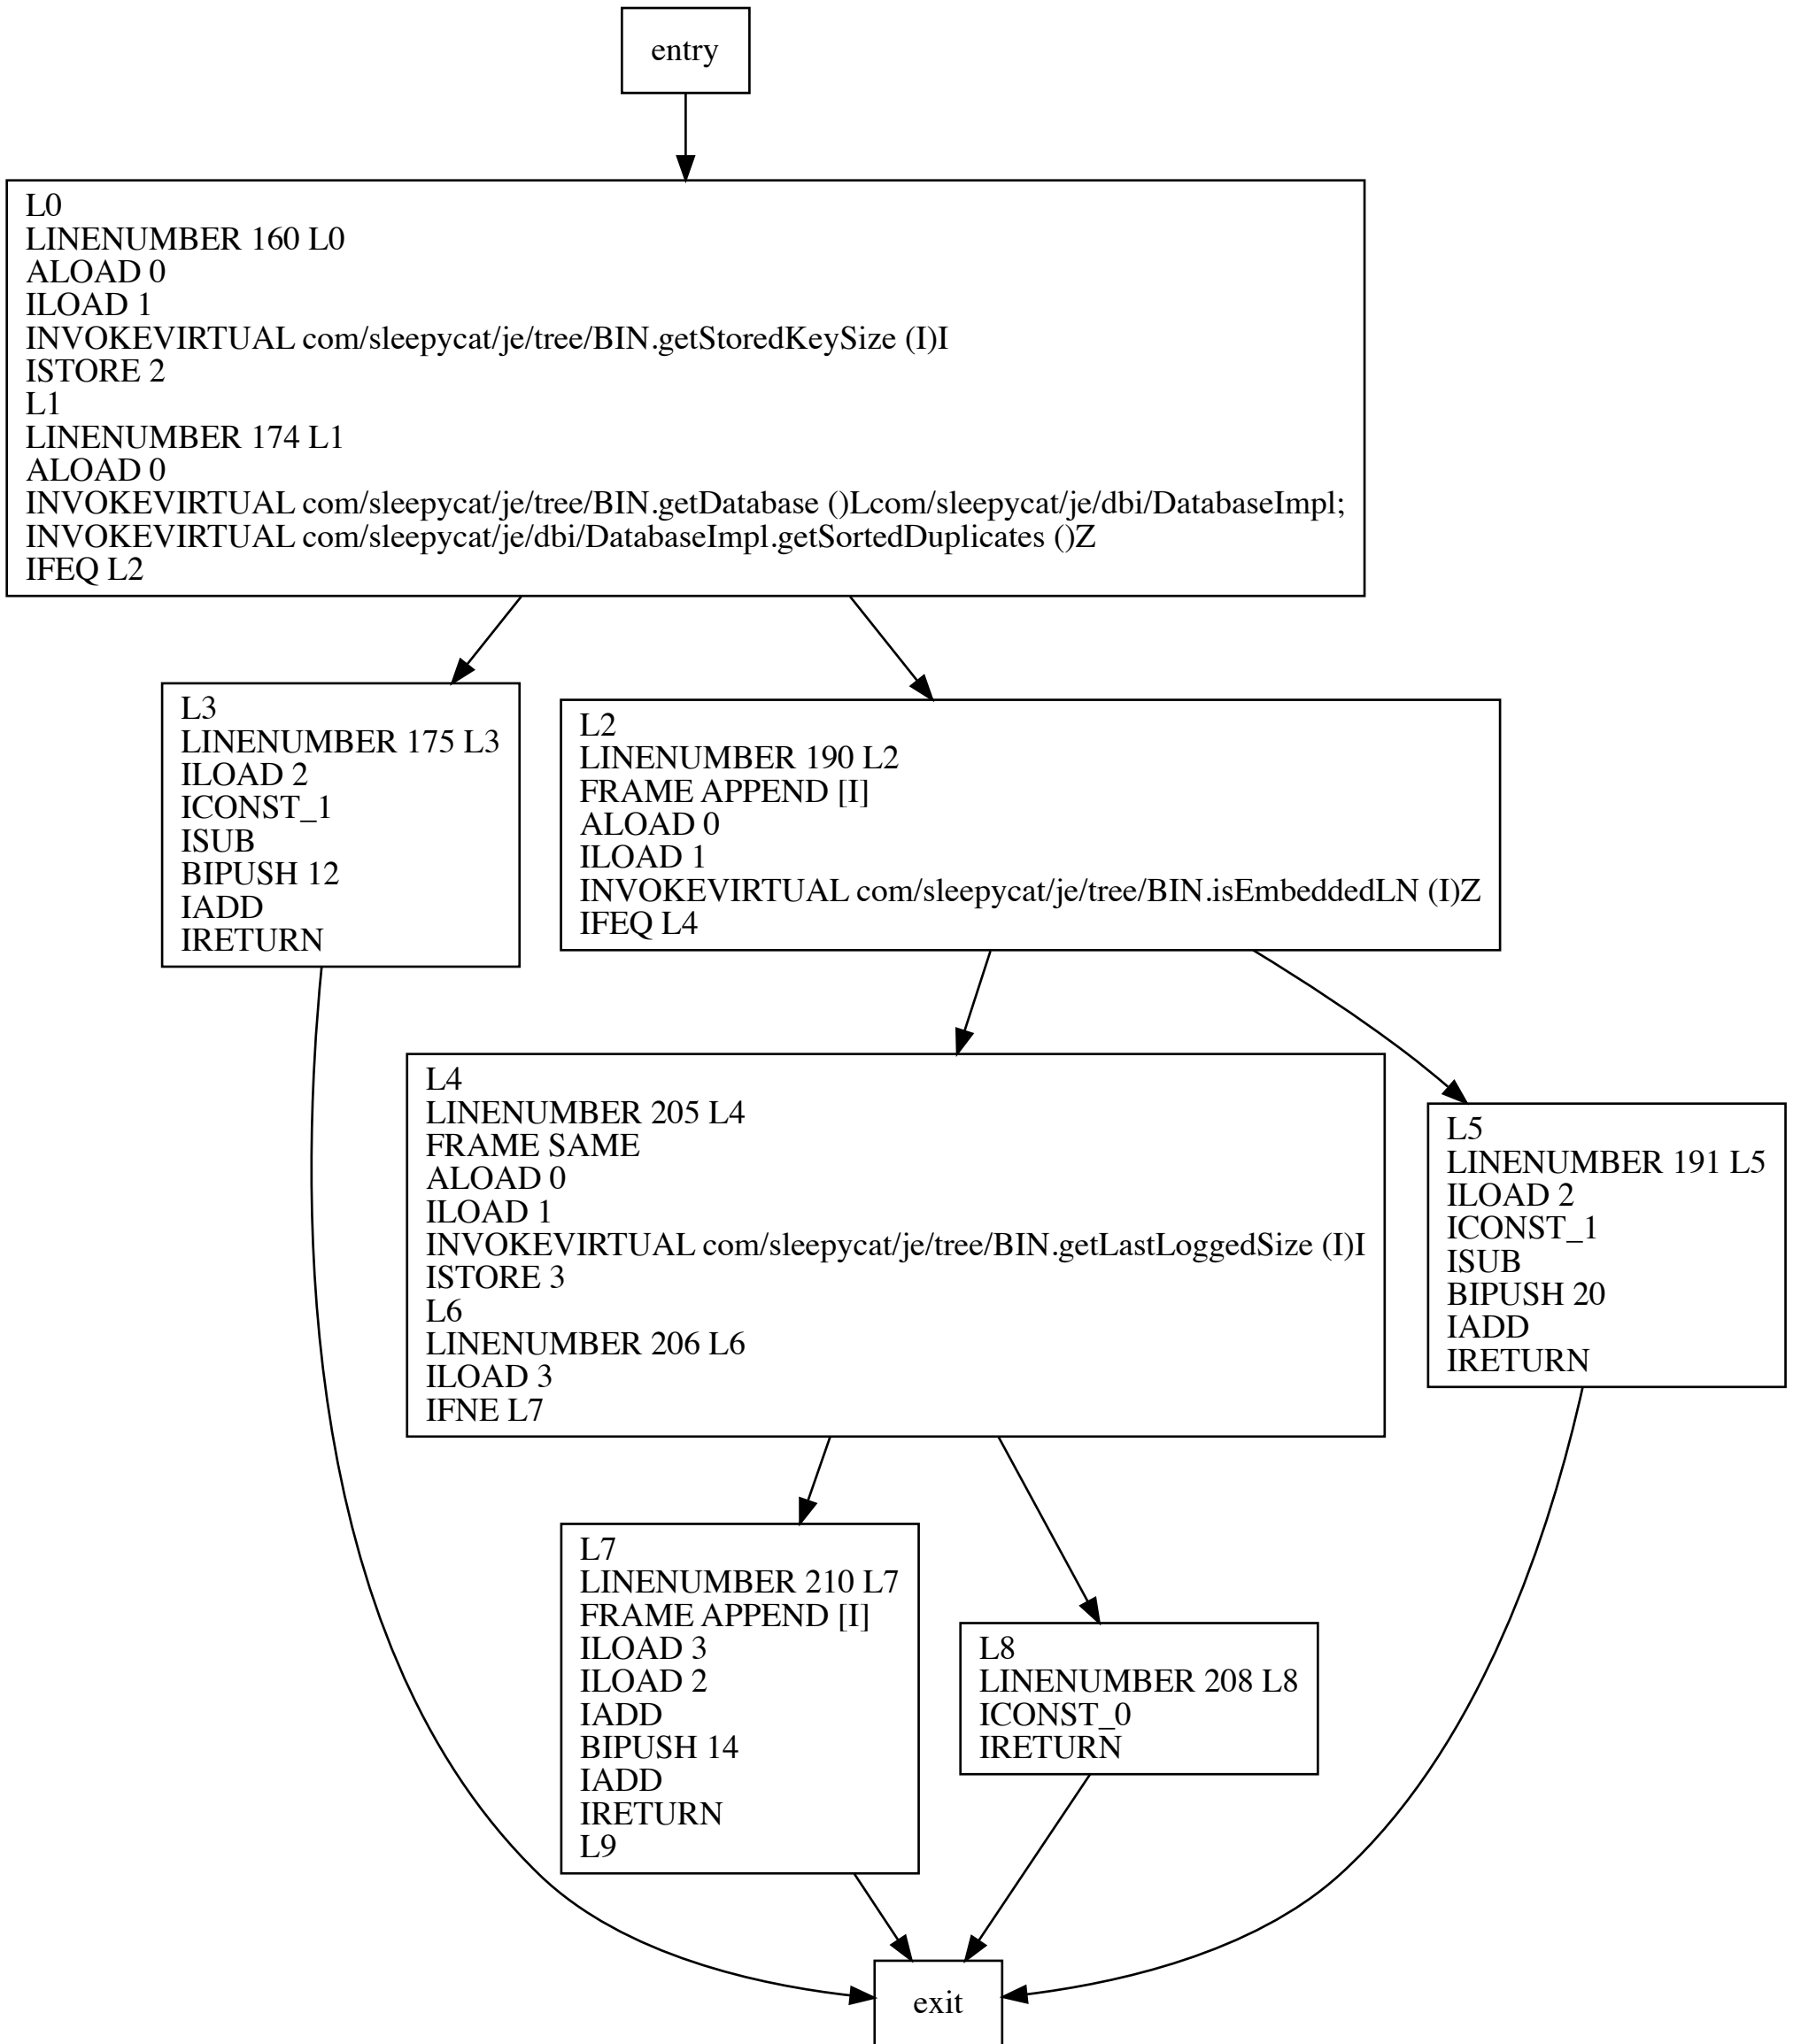 entry
L0
LINENUMBER 160 L0
ALOAD 0
ILOAD 1
INVOKEVIRTUAL com/sleepycat/je/tree/BIN.getStoredKeySize (I)I
ISTORE 2
L1
LINENUMBER 174 L1
ALOAD 0
INVOKEVIRTUAL com/sleepycat/je/tree/BIN.getDatabase ()Lcom/sleepycat/je/dbi/DatabaseImpl;
INVOKEVIRTUAL com/sleepycat/je/dbi/DatabaseImpl.getSortedDuplicates ()Z
IFEQ L2
L3
LINENUMBER 175 L3
ILOAD 2
ICONST_1
ISUB
BIPUSH 12
IADD
IRETURN
L2
LINENUMBER 190 L2
FRAME APPEND [I]
ALOAD 0
ILOAD 1
INVOKEVIRTUAL com/sleepycat/je/tree/BIN.isEmbeddedLN (I)Z
IFEQ L4
L4
LINENUMBER 205 L4
FRAME SAME
ALOAD 0
ILOAD 1
INVOKEVIRTUAL com/sleepycat/je/tree/BIN.getLastLoggedSize (I)I
ISTORE 3
L6
LINENUMBER 206 L6
ILOAD 3
IFNE L7
L5
LINENUMBER 191 L5
ILOAD 2
ICONST_1
ISUB
BIPUSH 20
IADD
IRETURN
L7
LINENUMBER 210 L7
FRAME APPEND [I]
ILOAD 3
ILOAD 2
IADD
BIPUSH 14
IADD
IRETURN
L9
L8
LINENUMBER 208 L8
ICONST_0
IRETURN
exit